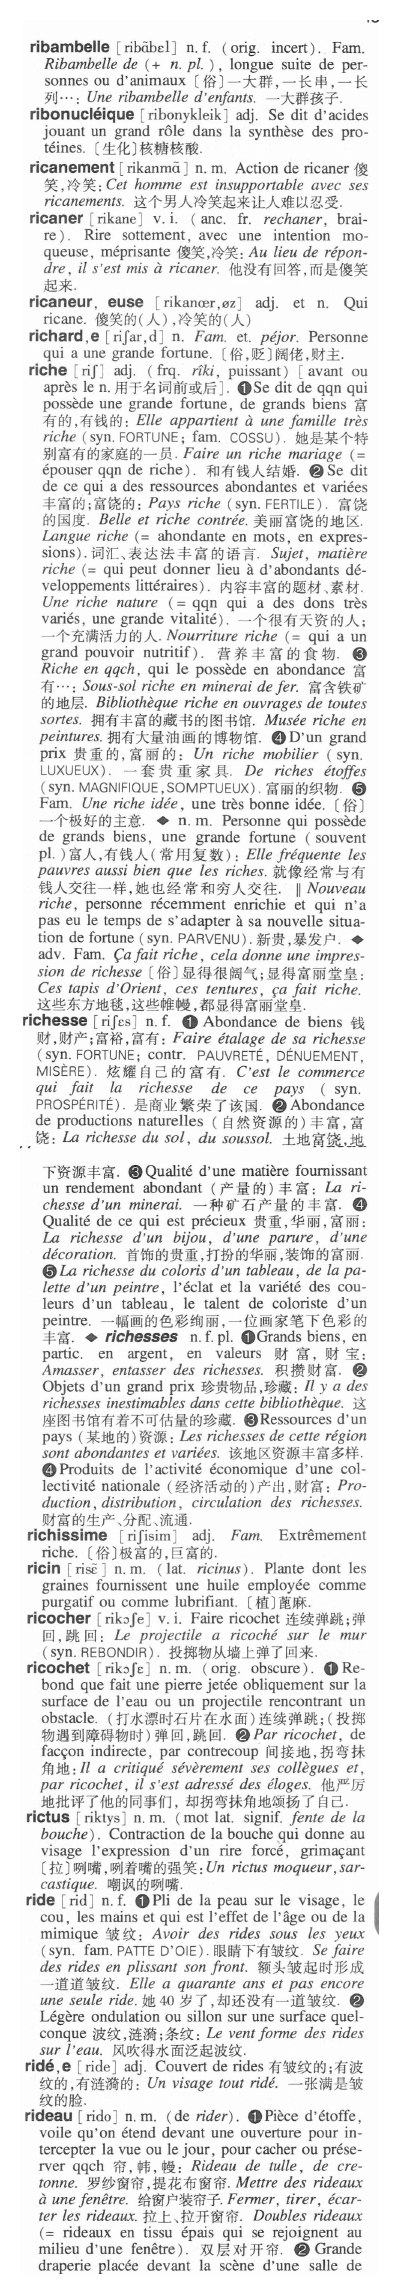 ribambelle [ribãbɛl] n. f. ( orig. incert). Fam.
Ribambelle de (+ n. pl. ), longue suite de per-
sonnes ou d'animaux [俗]一大群,一长串,一长
列…: Une ribambelle d'enfants. 一大群孩子.
ribonucléique [ribonykleik] adj. Se dit d'acides
jouant un grand rôle dans la synthèse des pro-
téines. [生化]核糖核酸.
ricanement [rikanmã] n. m. Action de ricaner 傻
笑,冷笑: Cet homme est insupportable avec ses
ricanements. 这个男人冷笑起来让人难以忍受.
ricaner [rikane] v. i. ( anc. fr. rechaner, brai-
re). Rire sottement, avec une intention mo-
queuse, méprisante 傻笑,冷笑: Au lieu de répon-
dre, il s'est mis à ricaner. 他没有回答,而是傻笑
起来.
ricaneur, euse [rikanœr,øz] adj. et n. Qui
ricane. 傻笑的(人),冷笑的(人)
richard,e [riʃar,d] n. Fam. et. péjor. Personne
qui a une grande fortune. [俗,贬]阔佬,财主.
riche [riʃ] adj. ( frq. rîki, puissant) [ avant ou
après le n. 用于名词前或后]. ❶Se dit de qqn qui
possède une grande fortune, de grands biens 富
有的,有钱的: Elle appartient à une famille très
riche (syn. FORTUNE; fam. COSSU). 她是某个特
别富有的家庭的一员. Faire un riche mariage (=
épouser qqn de riche). 和有钱人结婚. ❷Se dit
de ce qui a des ressources abondantes et variées
丰富的;富饶的: Pays riche (syn. FERTILE). 富饶
的国度. Belle et riche contrée. 美丽富饶的地区.
Langue riche (= ahondante en mots, en expres-
sions). 词汇、表达法丰富的语言. Sujet, matière
riche (= qui peut donner lieu à d'abondants dé-
veloppements littéraires). 内容丰富的题材、素材.
Une riche nature (= qqn qui a des dons très
variés, une grande vitalité). 一个很有天资的人;
一个充满活力的人. Nourriture riche (= qui a un
grand pouvoir nutritif). 营养丰富的食物. ❸
Riche en qqch, qui le possède en abondance 富
有…: Sous-sol riche en minerai de fer. 富含铁矿
的地层. Bibliothèque riche en ouvrages de toutes
sortes. 拥有丰富的藏书的图书馆. Musée riche en
peintures. 拥有大量油画的博物馆. ❹D'un grand
prix 贵重的,富丽的: Un riche mobilier ( syn.
LUXUEUX). 一套贵重家具. De riches étoffes
(syn. MAGNIFIQUE,SOMPTUEUX). 富丽的织物. ❺
Fam. Une riche idée, une très bonne idée. [俗]
一个极好的主意. ◆ n. m. Personne qui possède
de grands biens, une grande fortune ( souvent
pl. )富人,有钱人(常用复数): Elle fréquente les
pauvres aussi bien que les riches. 就像经常与有
钱人交往一样,她也经常和穷人交往. ‖ Nouveau
riche, personne récemment enrichie et qui n'a
pas eu le temps de s'adapter à sa nouvelle situa-
tion de fortune (syn. PARVENU). 新贵,暴发户. ◆
adv. Fam. Ça fait riche, cela donne une impres-
sion de richesse [俗]显得很阔气;显得富丽堂皇:
Ces tapis d'Orient, ces tentures, ça fait riche.
这些东方地毯,这些帷幔,都显得富丽堂皇.
richesse [riʃɛs] n. f. ❶ Abondance de biens 钱
财,财产;富裕,富有: Faire étalage de sa richesse
(syn. FORTUNE; contr. PAUVRETÉ, DÉNUEMENT,
MISÈRE). 炫耀自己的富有. C'est le commerce
qui fait la richesse de ce pays ( syn.
PROSPÉRITÉ). 是商业繁荣了该国. ❷Abondance
de productions naturelles (自然资源的)丰富,富
饶: La richesse du sol, du soussol. 土地富饶,地
下资源丰富. ❸Qualité d'une matière fournissant
un rendement abondant (产量的)丰富: La ri-
chesse d'un minerai. 一种矿石产量的丰富. ❹
Qualité de ce qui est précieux 贵重,华丽,富丽:
La richesse d'un bijou, d'une parure, d'une
décoration. 首饰的贵重,打扮的华丽,装饰的富丽.
❺La richesse du coloris d'un tableau, de la pa-
lette d'un peintre, l'éclat et la variété des cou-
leurs d'un tableau, le talent de coloriste d'un
peintre. 一幅画的色彩绚丽,一位画家笔下色彩的
丰富. ◆ richesses n. f. pl. ❶Grands biens, en
partic. en argent, en valeurs 财富,财宝:
Amasser, entasser des richesses. 积攒财富. ❷
Objets d'un grand prix 珍贵物品,珍藏: Il y a des
richesses inestimables dans cette bibliothèque. 这
座图书馆有着不可估量的珍藏. ❸Ressources d'un
pays (某地的)资源: Les richesses de cette région
sont abondantes et variées. 该地区资源丰富多样.
❹Produits de l'activité économique d'une col-
lectivité nationale (经济活动的)产出,财富: Pro-
duction, distribution, circulation des richesses.
财富的生产、分配、流通.
richissime [riʃisim] adj. Fam. Extrêmement
riche. [俗]极富的,巨富的.
ricin [risɛ̃] n. m. ( lat. ricinus). Plante dont les
graines fournissent une huile employée comme
purgatif ou comme lubrifiant. [植]蓖麻.
ricocher [rikɔʃe] v. i. Faire ricochet 连续弹跳;弹
回,跳回: Le projectile a ricoché sur le mur
(syn. REBONDIR). 投掷物从墙上弹了回来.
ricochet [rikɔʃɛ] n. m. (orig. obscure). ❶Re-
bond que fait une pierre jetée obliquement sur la
surface de l'eau ou un projectile rencontrant un
obstacle. (打水漂时石片在水面)连续弹跳;(投掷
物遇到障碍物时)弹回,跳回. ❷Par ricochet, de
facçon indirecte, par contrecoup 间接地,拐弯抹
角地: Il a critiqué sévèrement ses collègues et,
par ricochet, il s'est adressé des éloges. 他严厉
地批评了他的同事们, 却拐弯抹角地颂扬了自己.
rictus [riktys] n. m. (mot lat. signif. fente de la
bouche). Contraction de la bouche qui donne au
visage l'expression d'un rire forcé, grimaçant
[拉]咧嘴,咧着嘴的强笑: Un rictus moqueur,sar-
castique. 嘲讽的咧嘴.
ride [rid] n. f. ❶Pli de la peau sur le visage, le
cou, les mains et qui est l'effet de l'âge ou de la
mimique 皱纹: Avoir des rides sous les yeux
(syn. fam. PATTE D'OIE). 眼睛下有皱纹. Se faire
des rides en plissant son front. 额头皱起时形成
一道道皱纹. Elle a quarante ans et pas encore
une seule ride. 她 40 岁了,却还没有一道皱纹. ❷
Légère ondulation ou sillon sur une surface quel-
conque 波纹,涟漪;条纹: Le vent forme des rides
sur l'eau. 风吹得水面泛起波纹.
ridé,e [ride] adj. Couvert de rides 有皱纹的;有波
纹的,有涟漪的: Un visage tout ridé. 一张满是皱
纹的脸.
rideau [rido] n. m. (de rider). ❶Pièce d'étoffe,
voile qu'on étend devant une ouverture pour in-
tercepter la vue ou le jour, pour cacher ou prése-
rver qqch 帘,帏,幔: Rideau de tulle, de cre-
tonne. 罗纱窗帘,提花布窗帘. Mettre des rideaux
à une fenêtre. 给窗户装帘子. Fermer, tirer, écar-
ter les rideaux. 拉上、拉开窗帘. Doubles rideaux
(= rideaux en tissu épais qui se rejoignent au
milieu d'une fenêtre). 双层对开帘. ❷ Grande
draperie placée devant la scène d'une salle de